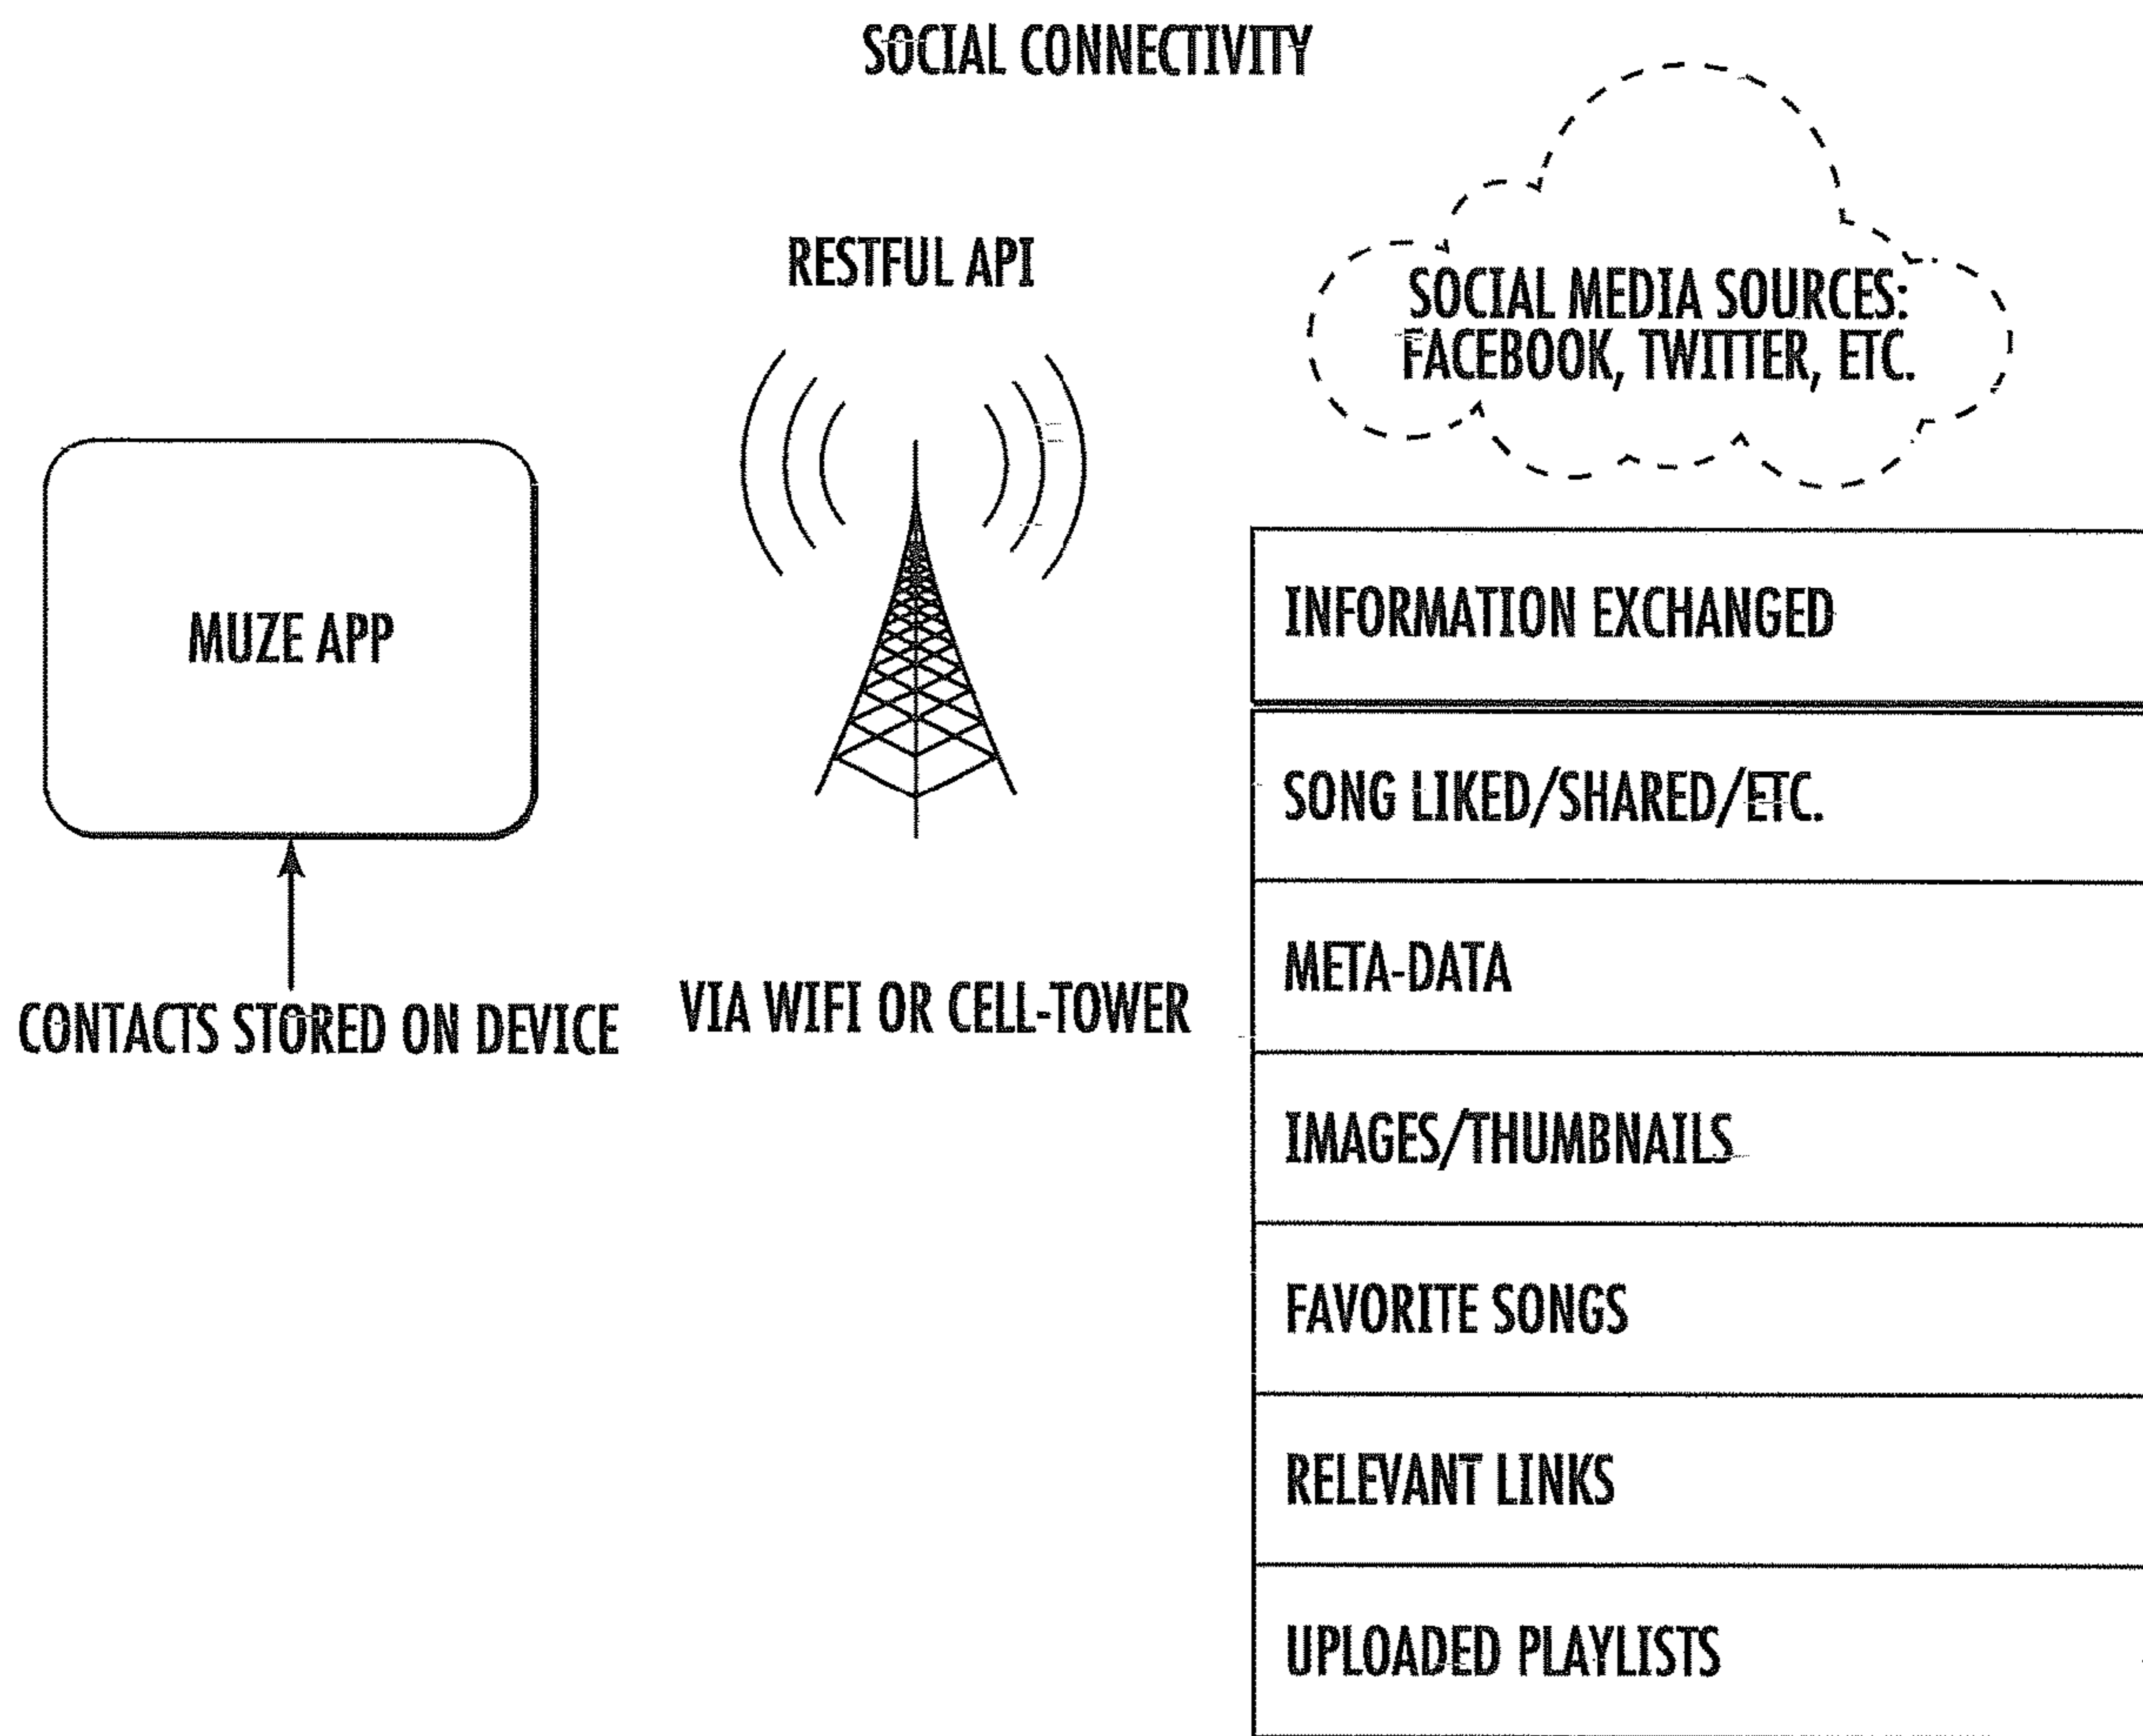 SOCIAL CONNECTIVITY
RESTFUL API
SOCIAL MEDIA SOURCES:
FACEBOOK, TWITTER, ETC.
MUZE APP
CONTACTS STORED ON DEVICE
VIA WIFI OR CELL-TOWER
INFORMATION EXCHANGED
SONG LIKED/SHARED/ETC.
META-DATA
IMAGES/THUMBNAILS
FAVORITE SONGS
RELEVANT LINKS
UPLOADED PLAYLISTS